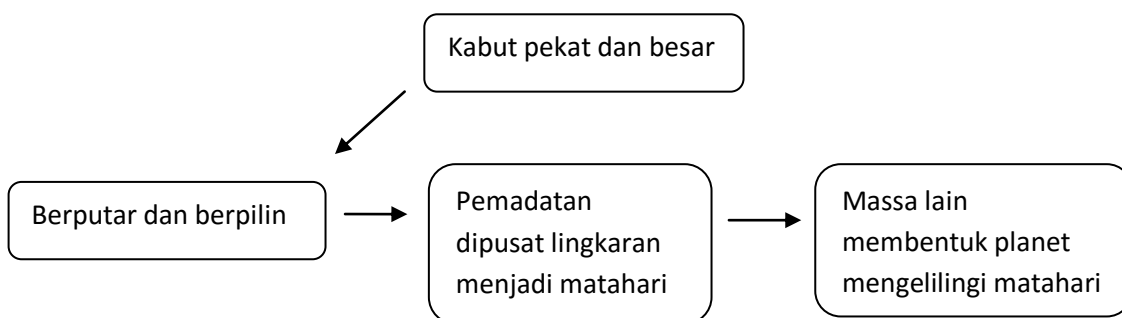 Kabut pekat dan besar
Berputar dan berpilin
Pemadatan
dipusat lingkaran
menjadi matahari
Massa lain
membentuk planet
mengelilingi matahari